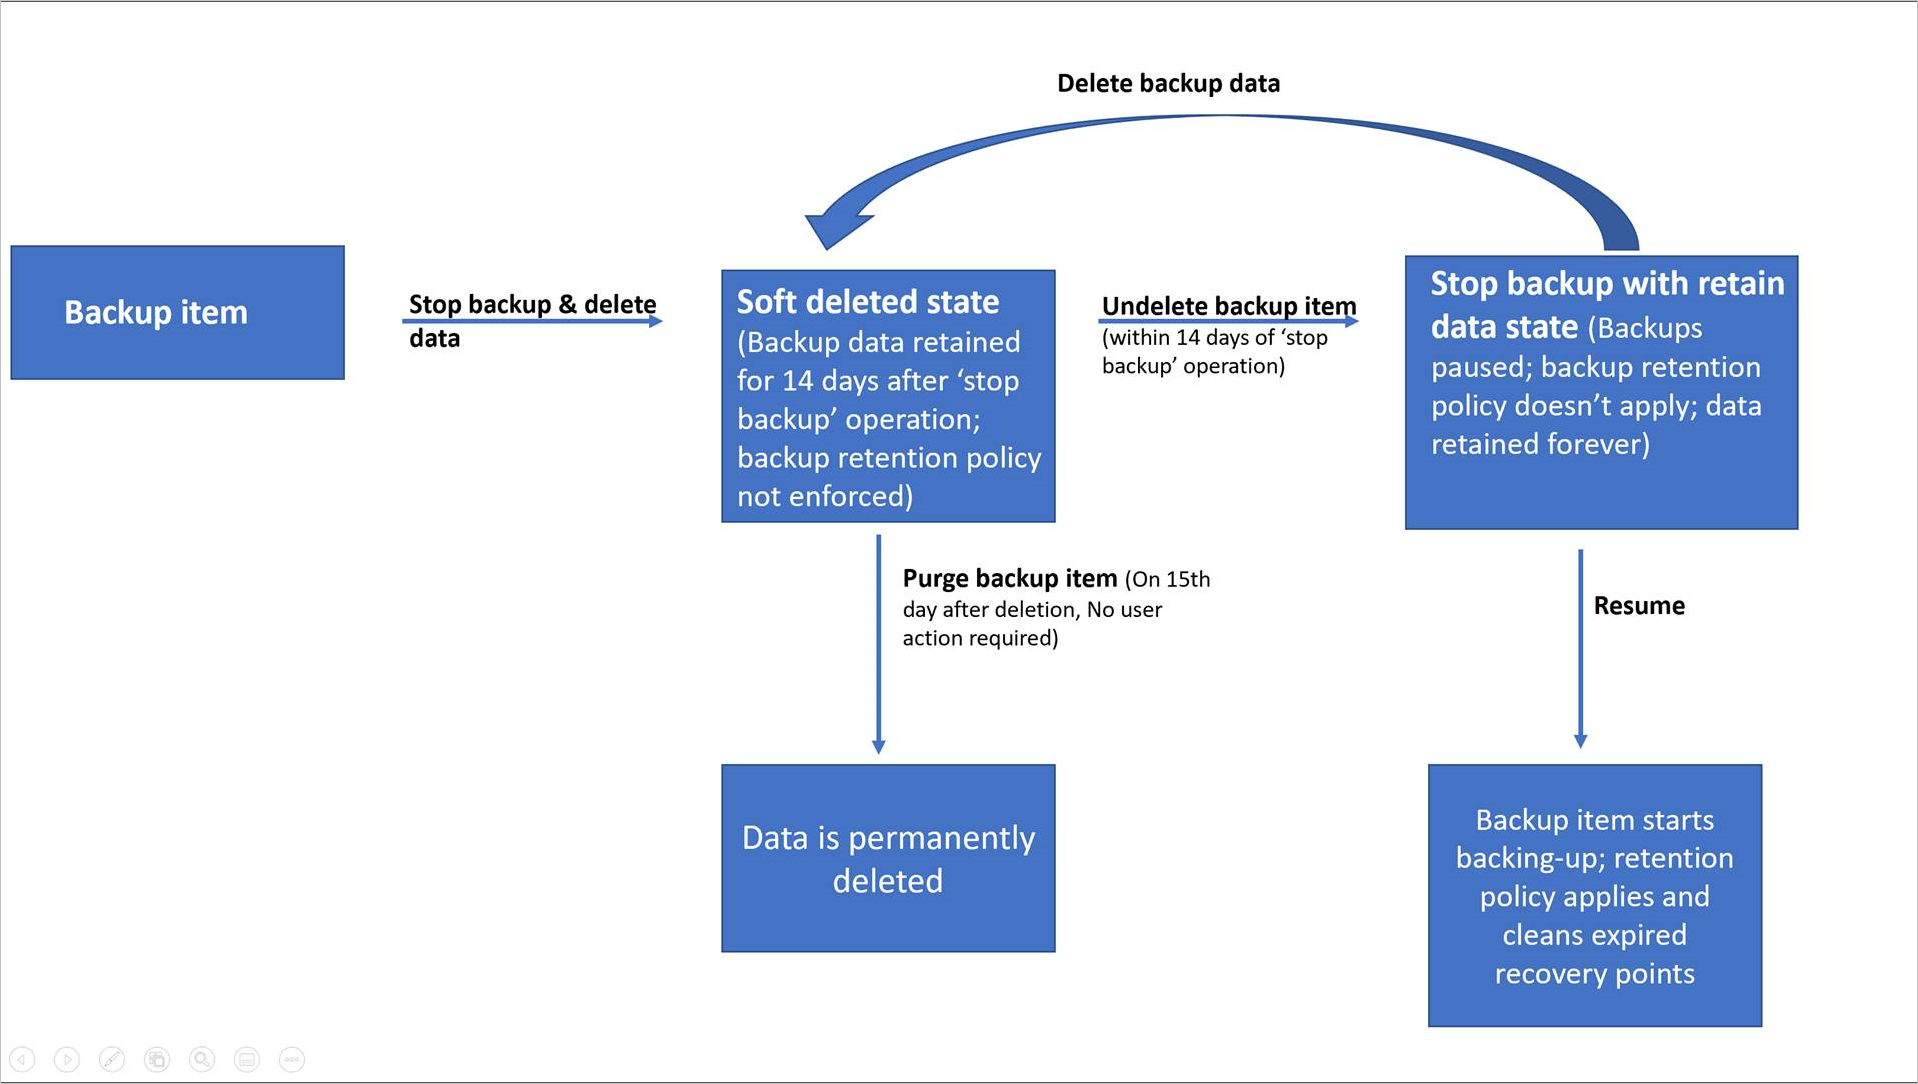 Delete backup data
Backup item
Stop backup & delete
data
Soft deleted state
(Backup data retained
for 14 days after ‘stop
backup’ operation;
backup retention policy
not enforced)
Undelete backup item
(within 14 days of ‘stop
backup’ operation)
Stop backup with retain
data state (Backups
paused; backup retention
policy doesn’t apply; data
retained forever)
Purge backup item (On 15th
day after deletion, No user
action required)
Resume
Data is permanently
deleted
Backup item starts
backing-up; retention
policy applies and
cleans expired
recovery points